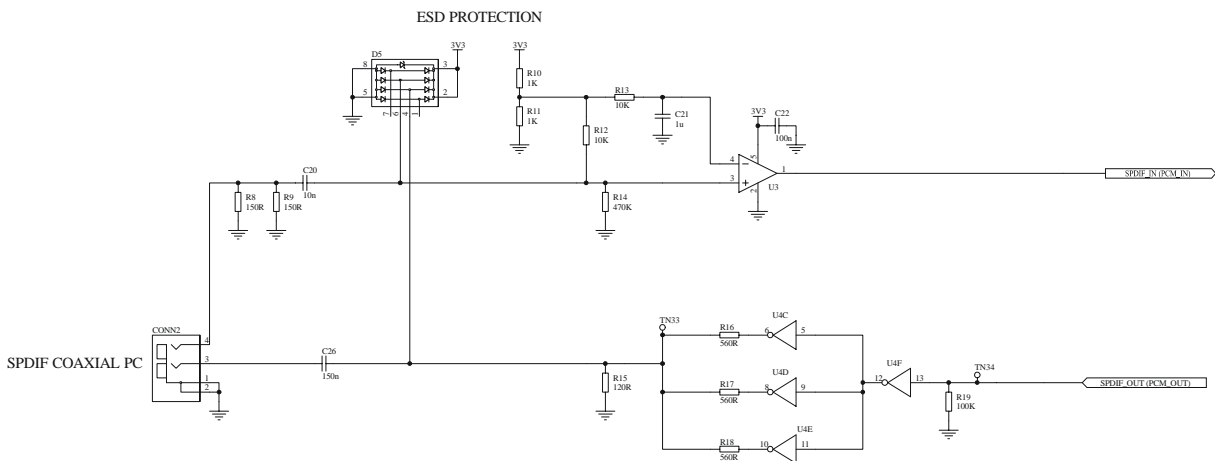 ESD PROTECTION
D5
3V3
8
3
5
2
7
6
4
1
3V3
R10
1K
R11
1K
R12
10K
R13
10K
C21
1u
3V3
C22
100n
4
3
5
2
1
U3
SPDIF_IN (PCM_IN)
C20
10n
R8
150R
R9
150R
R14
470K
SPDIF COAXIAL PC
CONN2
4
3
1
2
C26
150n
R15
120R
TN33
R16
560R
U4C
6
5
R17
560R
U4D
8
9
R18
560R
U4E
10
11
U4F
12
13
TN34
R19
100K
SPDIF_OUT (PCM_OUT)